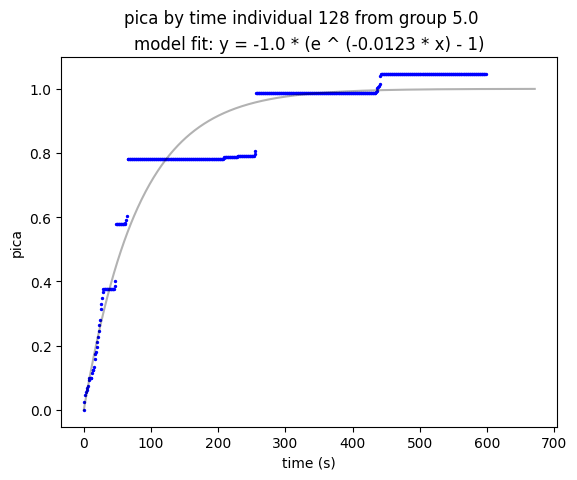 pica by time individual 128 from group 5.0
model fit: y = -1.0 * (e ^ (-0.0123 * x) - 1)
1.0
0.8
0.6
0.4
0.2
0.0
pica
0 100 200 300 400 500 600 700
time (s)